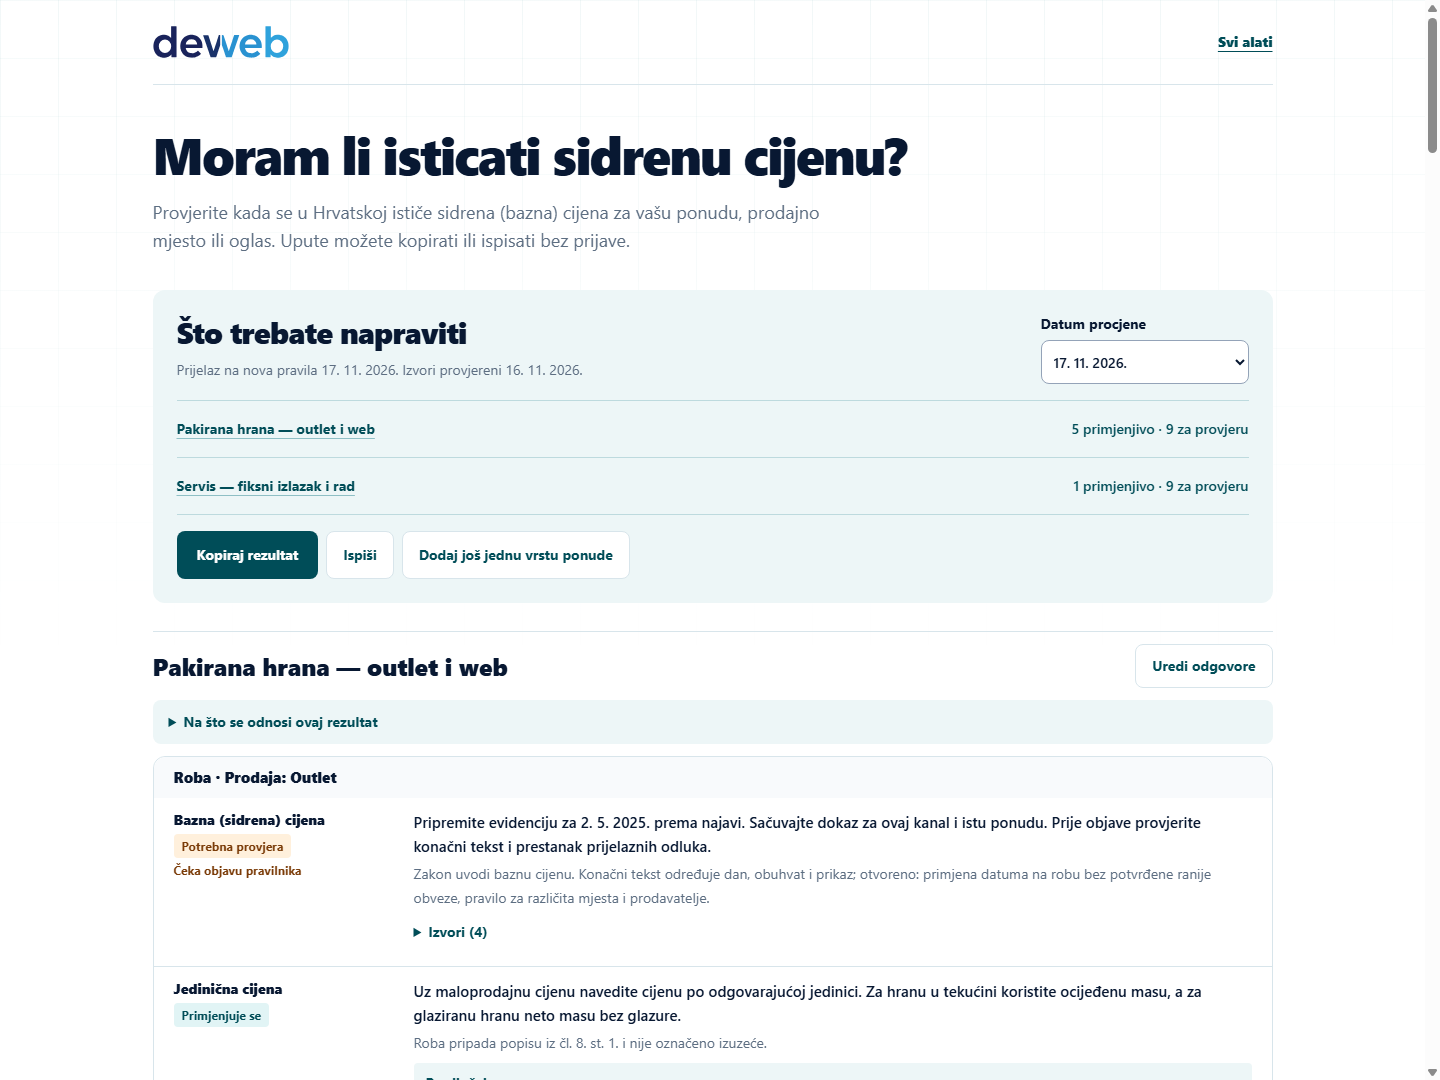 devveb
Svi alati
Moram li isticati sidrenu cijenu?
Provjerite kada se u Hrvatskoj ističe sidrena (bazna) cijena za vašu ponudu, prodajno
mjesto ili oglas. Upute možete kopirati ili ispisati bez prijave.
Što trebate napraviti
Prijelaz na nova pravila 17. 11. 2026. Izvori provjereni 16. 11. 2026.
Datum procjene
17. 11. 2026.
Pakirana hrana — outlet i web
5 primjenjivo · 9 za provjeru
Servis — fiksni izlazak i rad
1 primjenjivo · 9 za provjeru
Kopiraj rezultat
Ispiši
Dodaj još jednu vrstu ponude
Pakirana hrana — outlet i web
Uredi odgovore
Na što se odnosi ovaj rezultat
Roba · Prodaja: Outlet
Bazna (sidrena) cijena
Potrebna provjera
Čeka objavu pravilnika
Pripremite evidenciju za 2. 5. 2025. prema najavi. Sačuvajte dokaz za ovaj kanal i istu ponudu. Prije objave provjerite
konačni tekst i prestanak prijelaznih odluka.
Zakon uvodi baznu cijenu. Konačni tekst određuje dan, obuhvat i prikaz; otvoreno: primjena datuma na robu bez potvrđene ranije
obveze, pravilo za različita mjesta i prodavatelje.
Izvori (4)
Jedinična cijena
Primjenjuje se
Uz maloprodajnu cijenu navedite cijenu po odgovarajućoj jedinici. Za hranu u tekućini koristite ocijeđenu masu, a za
glaziranu hranu neto masu bez glazure.
Roba pripada popisu iz čl. 8. st. 1. i nije označeno izuzeće.